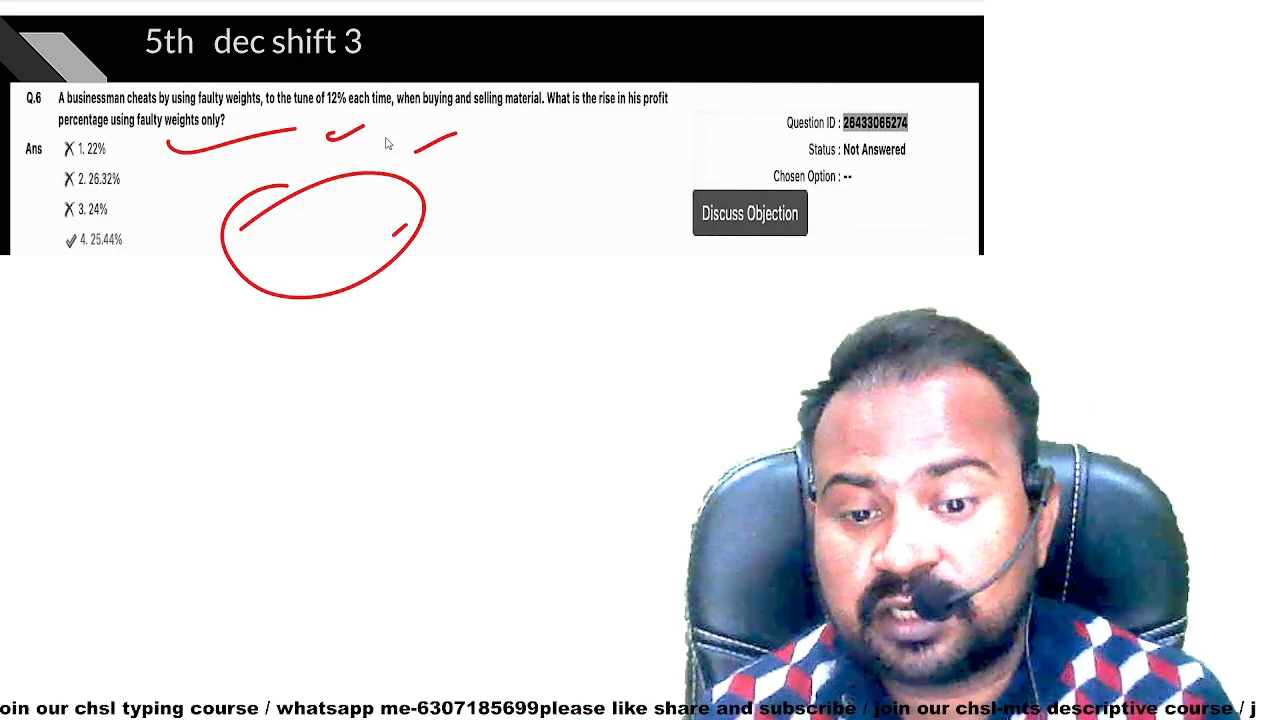 5th dec shift 3
Q.6 A businessman cheats by using faulty weights, to the tune of 12% each time, when buying and selling material. What is the rise in his profit
percentage using faulty weights only?
Ans 1. 22%
2. 26.32%
3. 24%
4. 25.44%
Question ID : 26433065274
Status : Not Answered
Chosen Option : --
Discuss Objection
oin our chsl typing course / whatsapp me-6307185699please like share and subscribe / join our chsl-mts descriptive course / j